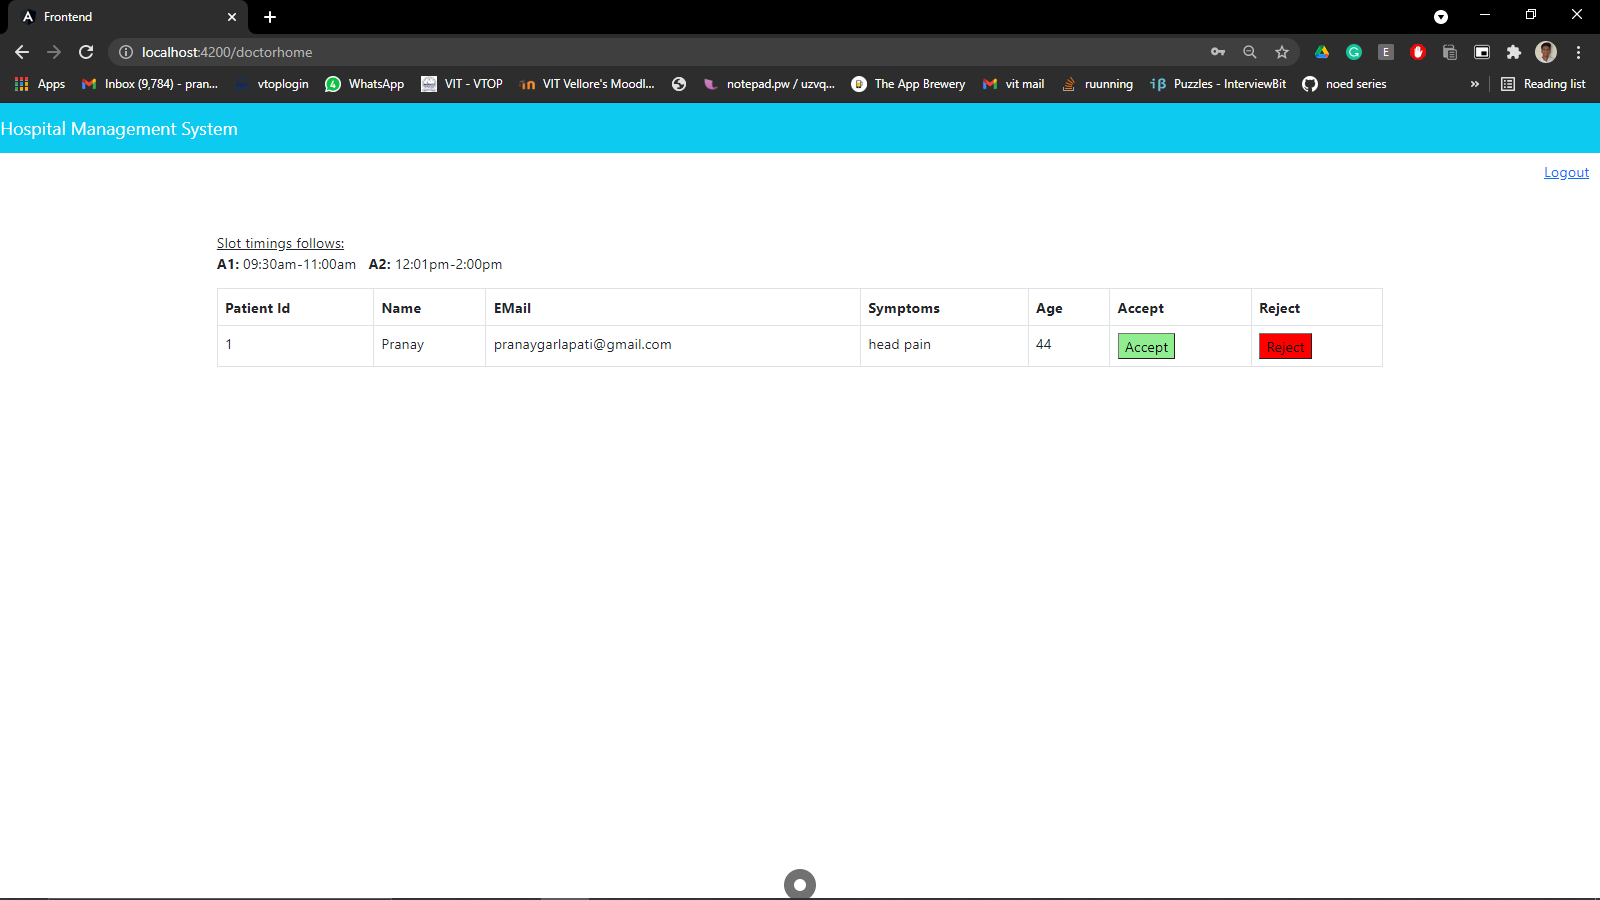 Frontend
localhost:4200/doctorhome
Apps Inbox (9,784) - pran... vtoplogin 4 WhatsApp VIT - VTOP VIT Vellore's Moodl... notepad.pw / uzvq... The App Brewery vit mail ruunning Puzzles - InterviewBit noed series » Reading list
Hospital Management System
Logout
Slot timings follows:
A1: 09:30am-11:00am A2: 12:01pm-2:00pm
Patient Id Name EMail Symptoms Age Accept Reject
1 Pranay pranaygarlapati@gmail.com head pain 44 Accept Reject